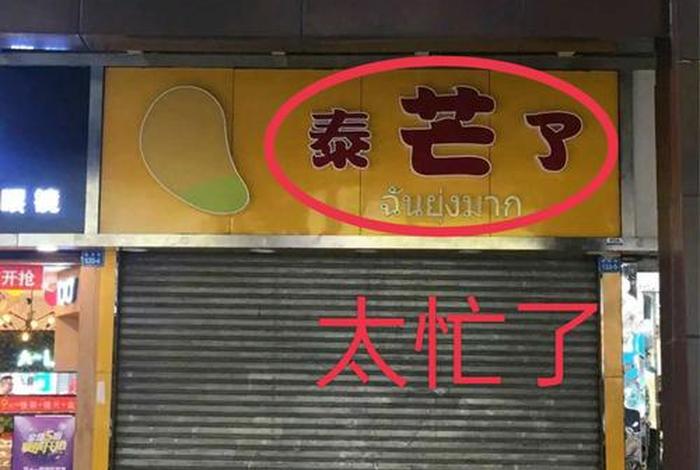 泰芒了
ฉันยุ่งมาก
眼镜
开抢
太忙了